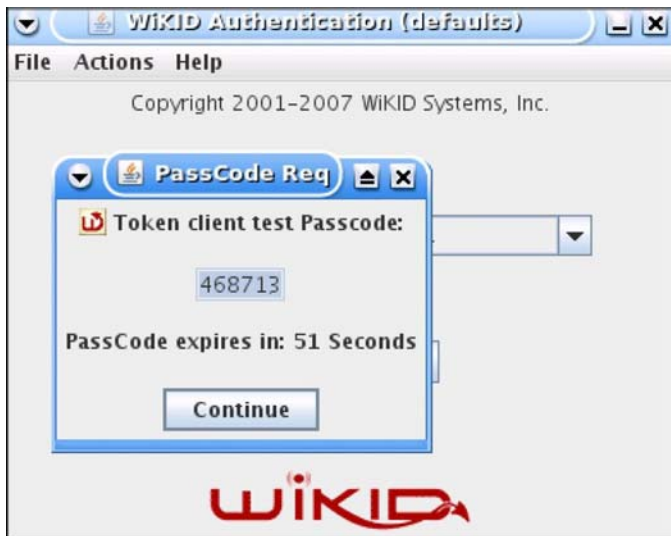 WiKID Authentication (defaults)
File Actions Help
Copyright 2001-2007 WiKID Systems, Inc.
PassCode Req
Token client test Passcode:
468713
PassCode expires in: 51 Seconds
Continue
WiKID